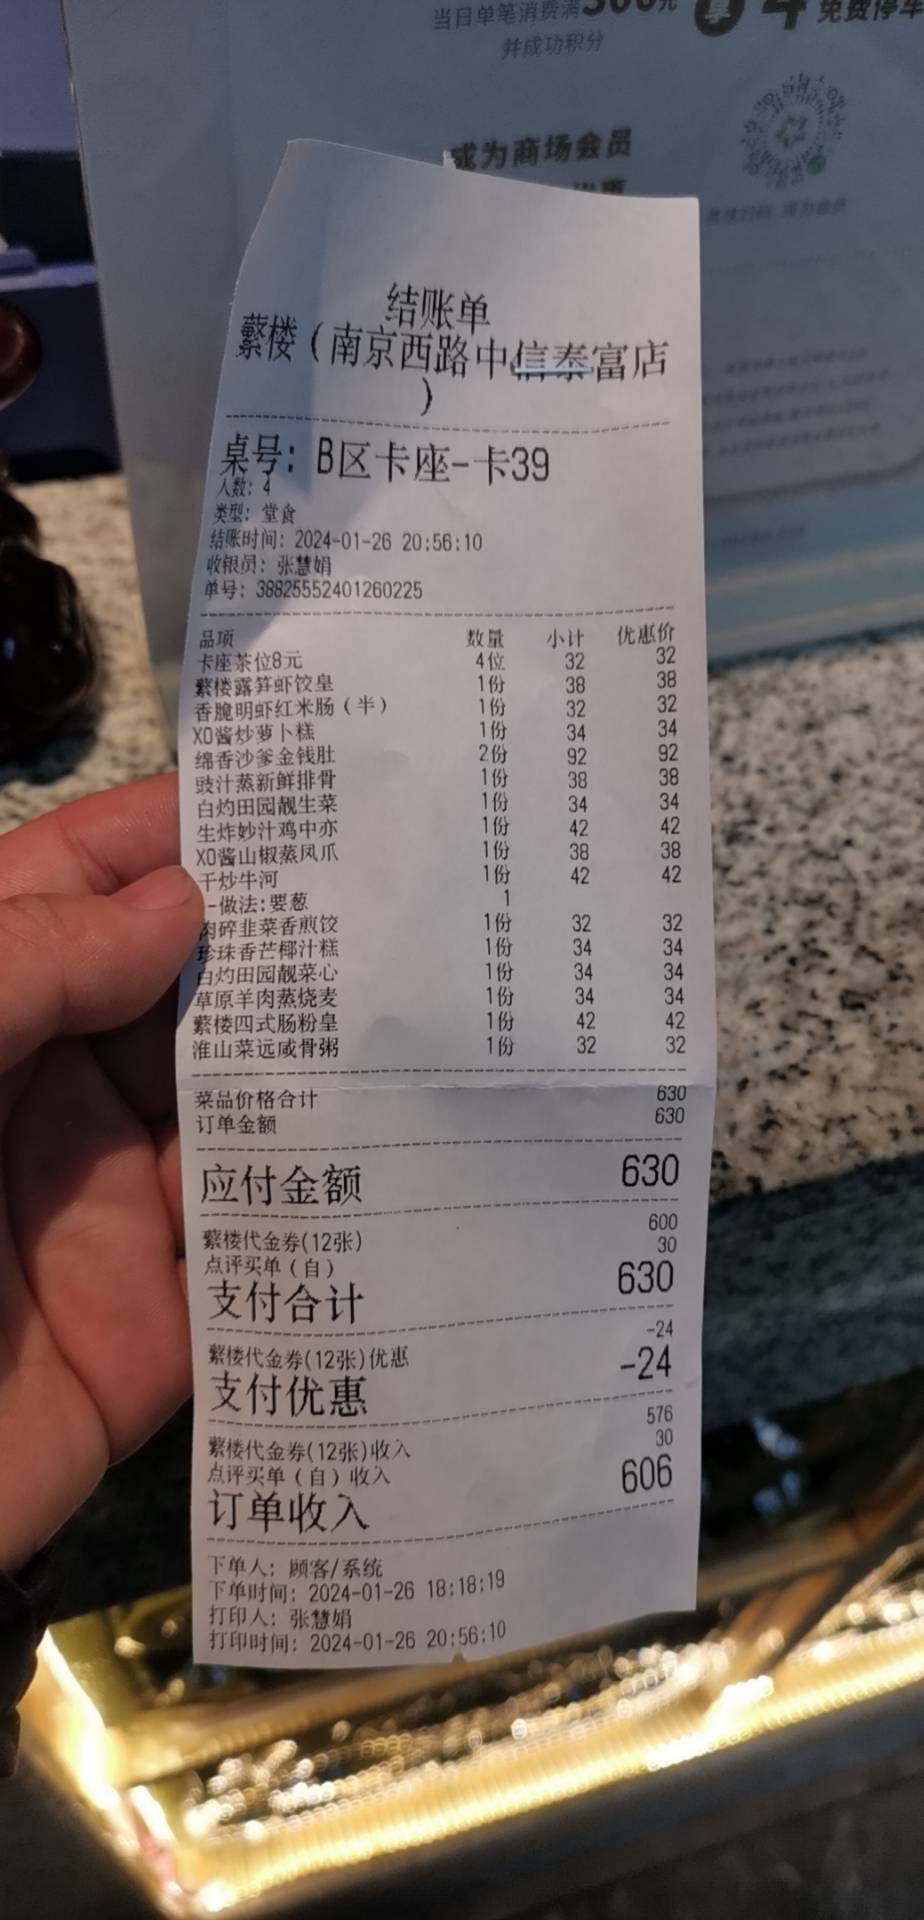 当日单笔消费满300元
免费停车
并成功积分
成为商场会员
结账单
蘩楼（南京西路中信泰富店
）
桌号: B区卡座-卡39
人数: 4
类型: 堂食
结账时间: 2024-01-26 20:56:10
收银员: 张慧娟
单号: 38825552401260225
品项 数量 小计 优惠价
卡座茶位8元 4位 32 32
蘩楼露笋虾饺皇 1份 38 38
香脆明虾红米肠（半） 1份 32 32
XO酱炒萝卜糕 1份 34 34
绵香沙爹金钱肚 2份 92 92
豉汁蒸新鲜排骨 1份 38 38
白灼田园靓生菜 1份 34 34
生炸妙汁鸡中亦 1份 42 42
XO酱山椒蒸凤爪 1份 38 38
干炒牛河 1份 42 42
-做法:要葱 1
肉碎韭菜香煎饺 1份 32 32
珍珠香芒椰汁糕 1份 34 34
白灼田园靓菜心 1份 34 34
草原羊肉蒸烧麦 1份 34 34
蘩楼四式肠粉皇 1份 42 42
淮山菜远咸骨粥 1份 32 32
菜品价格合计 630
订单金额 630
应付金额 630
蘩楼代金券(12张) 600
点评买单（自） 30
支付合计 630
蘩楼代金券(12张)优惠 -24
支付优惠 -24
蘩楼代金券(12张)收入 576
点评买单（自）收入 30
订单收入 606
下单人: 顾客/系统
下单时间: 2024-01-26 18:18:19
打印人: 张慧娟
打印时间: 2024-01-26 20:56:10